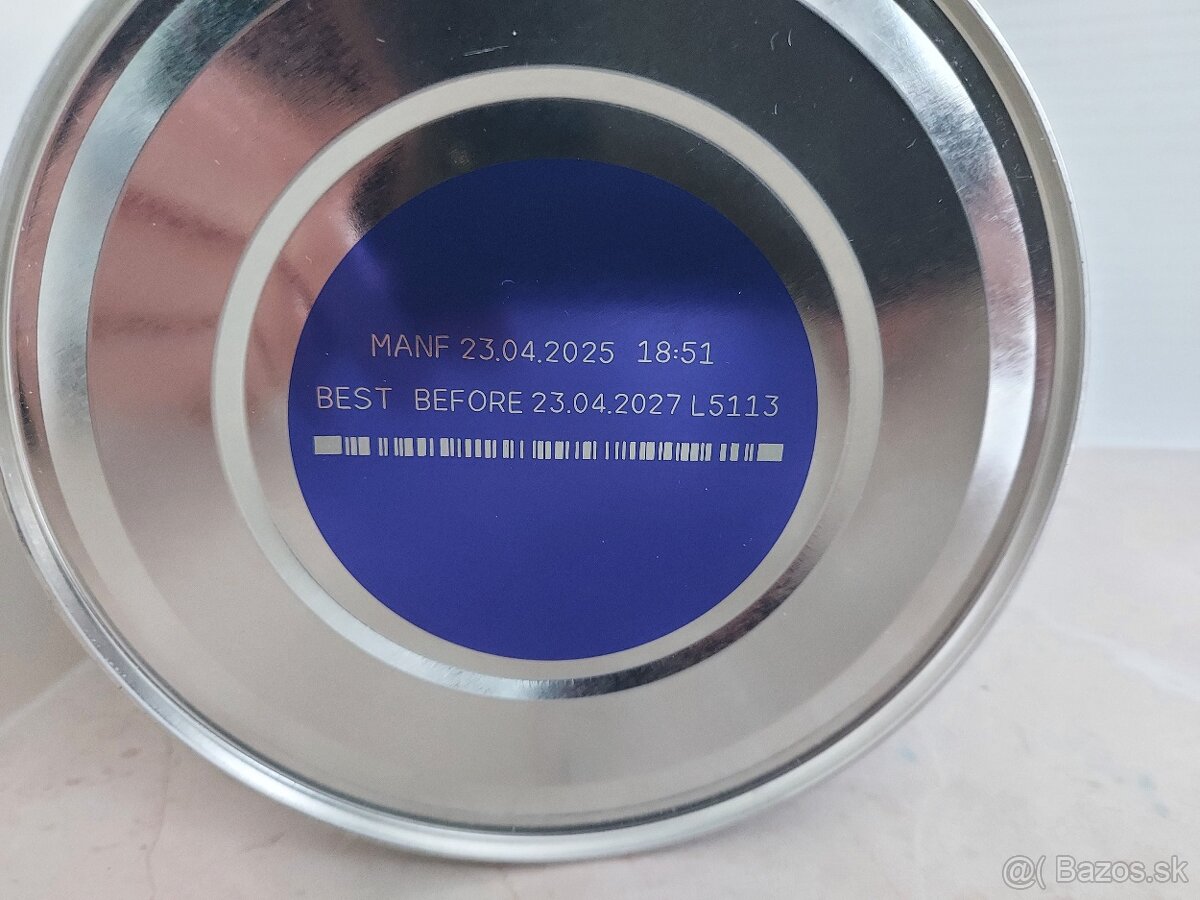 MANF 23.04.2025 18:51
BEST BEFORE 23.04.2027 L5113
@( Bazos.sk